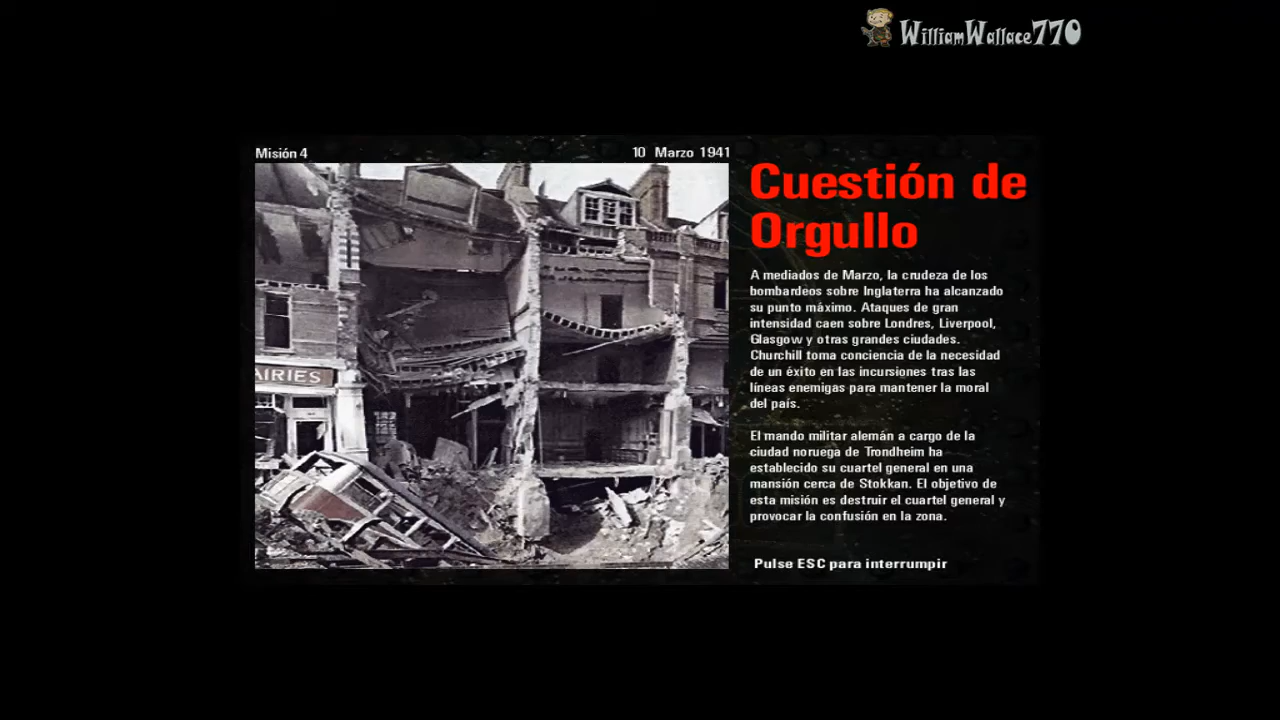 WilliamWallace770
Misión 4
10 Marzo 1941
Cuestión de
Orgullo
A mediados de Marzo, la crudeza de los
bombardeos sobre Inglaterra ha alcanzado
su punto máximo. Ataques de gran
intensidad caen sobre Londres, Liverpool,
Glasgow y otras grandes ciudades.
Churchill toma conciencia de la necesidad
de un éxito en las incursiones tras las
líneas enemigas para mantener la moral
del país.
El mando militar alemán a cargo de la
ciudad noruega de Trondheim ha
establecido su cuartel general en una
mansión cerca de Stokkan. El objetivo de
esta misión es destruir el cuartel general y
provocar la confusión en la zona.
AIRIES
Pulse ESC para interrumpir